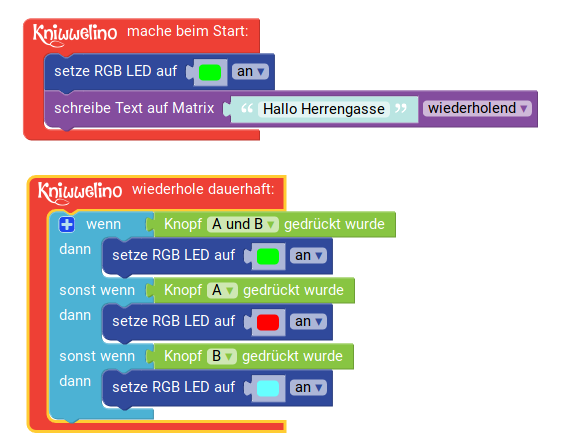 Kniwwelino mache beim Start:
setze RGB LED auf an ▾
schreibe Text auf Matrix “ Hallo Herrengasse ” wiederholend ▾
Kniwwelino wiederhole dauerhaft:
wenn Knopf A und B ▾ gedrückt wurde
dann setze RGB LED auf an ▾
sonst wenn Knopf A ▾ gedrückt wurde
dann setze RGB LED auf an ▾
sonst wenn Knopf B ▾ gedrückt wurde
dann setze RGB LED auf an ▾